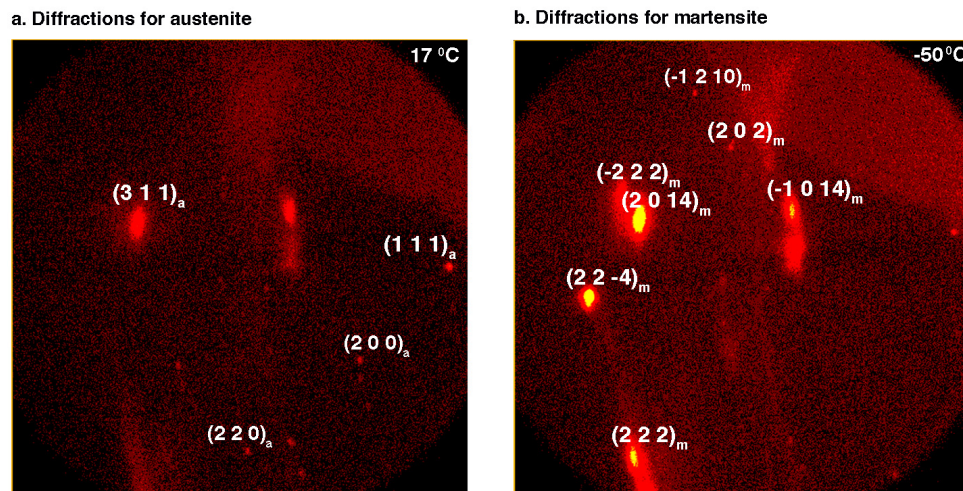 a. Diffractions for austenite
17 ⁰C
(3 1 1)a
(1 1 1)a
(2 0 0)a
(2 2 0)a
b. Diffractions for martensite
-50⁰C
(-1 2 10)m
(2 0 2)m
(-2 2 2)m
(2 0 14)m
(-1 0 14)m
(2 2 -4)m
(2 2 2)m